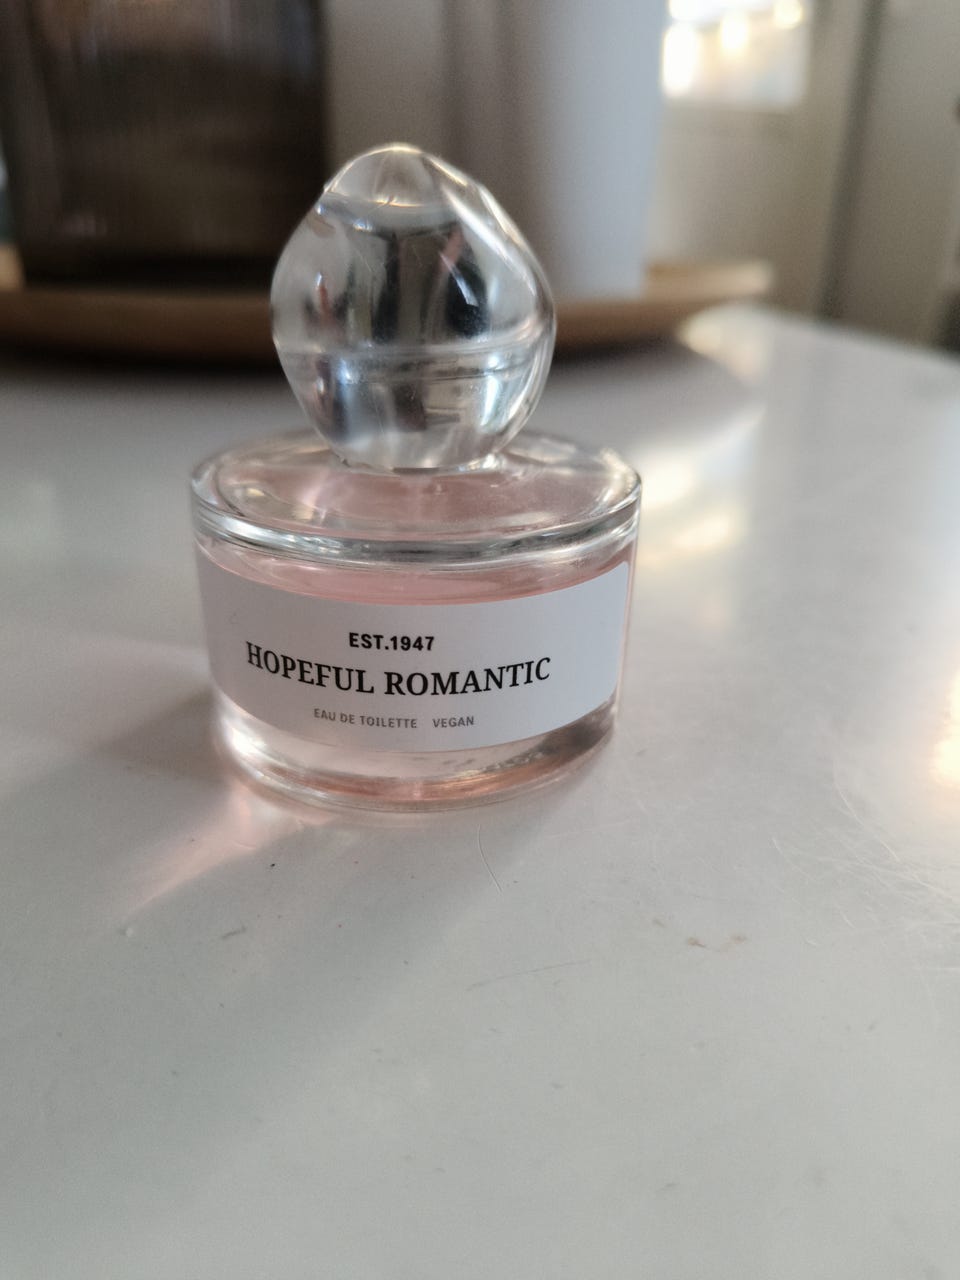 EST.1947
HOPEFUL ROMANTIC
EAU DE TOILETTE VEGAN